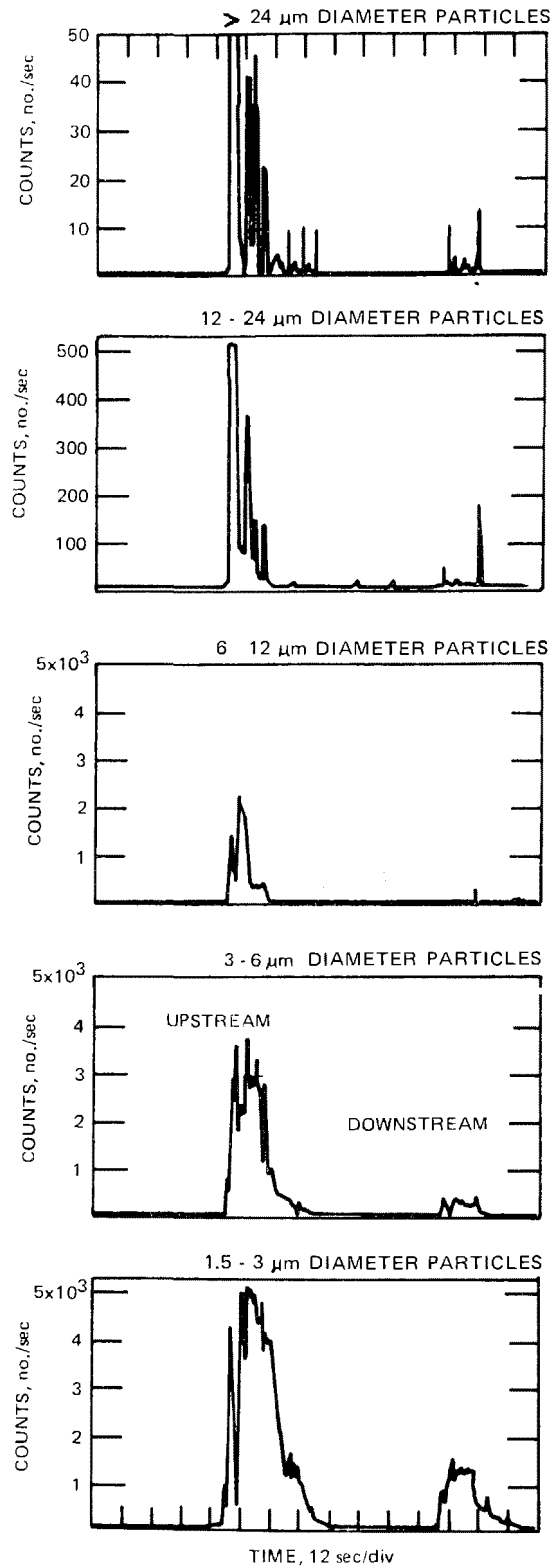 > 24 µm DIAMETER PARTICLES
50
40
30
20
10
COUNTS, no./sec
12 - 24 µm DIAMETER PARTICLES
500
400
300
200
100
COUNTS, no./sec
6 12 µm DIAMETER PARTICLES
5x10³
4
3
2
1
COUNTS, no./sec
3 - 6 µm DIAMETER PARTICLES
5x10³
4
3
2
1
COUNTS, no./sec
UPSTREAM
DOWNSTREAM
1.5 - 3 µm DIAMETER PARTICLES
5x10³
4
3
2
1
COUNTS, no./sec
TIME, 12 sec/div